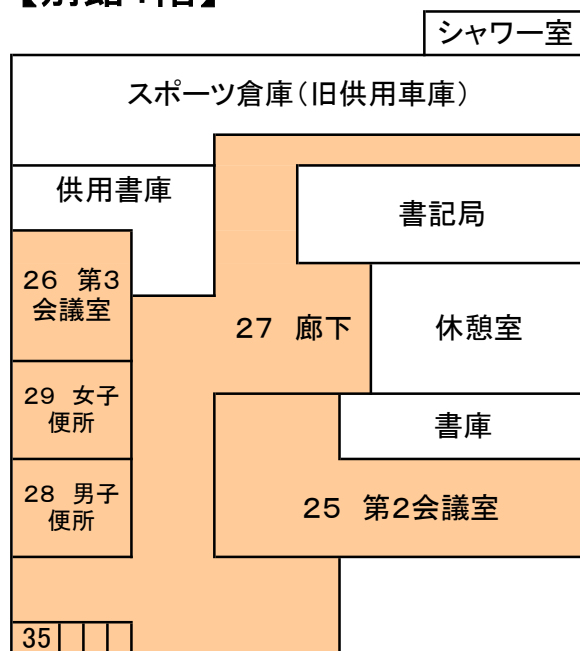 シャワー室
スポーツ倉庫(旧供用車庫)
供用書庫
書記局
26 第3
会議室
27 廊下
休憩室
29 女子
便所
書庫
28 男子
便所
25 第2会議室
35